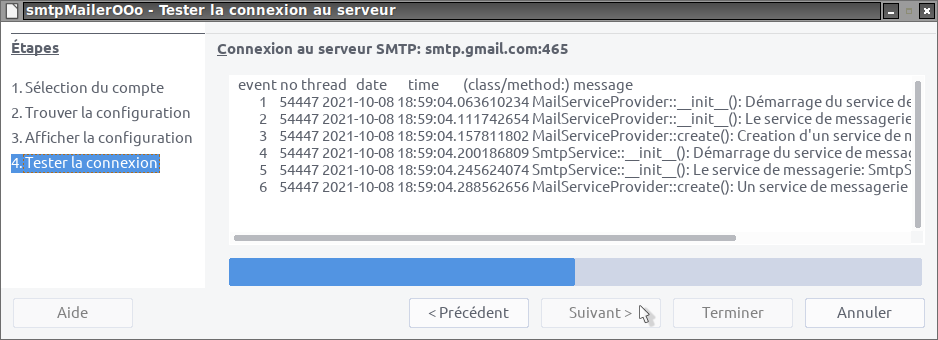 smtpMailerOOo - Tester la connexion au serveur
Étapes
1. Sélection du compte
2. Trouver la configuration
3. Afficher la configuration
4. Tester la connexion
Connexion au serveur SMTP: smtp.gmail.com:465
event no thread date time (class/method:) message
1 54447 2021-10-08 18:59:04.063610234 MailServiceProvider::__init__(): Démarrage du service de
2 54447 2021-10-08 18:59:04.111742654 MailServiceProvider::__init__(): Le service de messagerie
3 54447 2021-10-08 18:59:04.157811802 MailServiceProvider::create(): Creation d'un service de m
4 54447 2021-10-08 18:59:04.200186809 SmtpService::__init__(): Démarrage du service de messag
5 54447 2021-10-08 18:59:04.245624074 SmtpService::__init__(): Le service de messagerie: SmtpS
6 54447 2021-10-08 18:59:04.288562656 MailServiceProvider::create(): Un service de messagerie
Aide
< Précédent
Suivant >
Terminer
Annuler